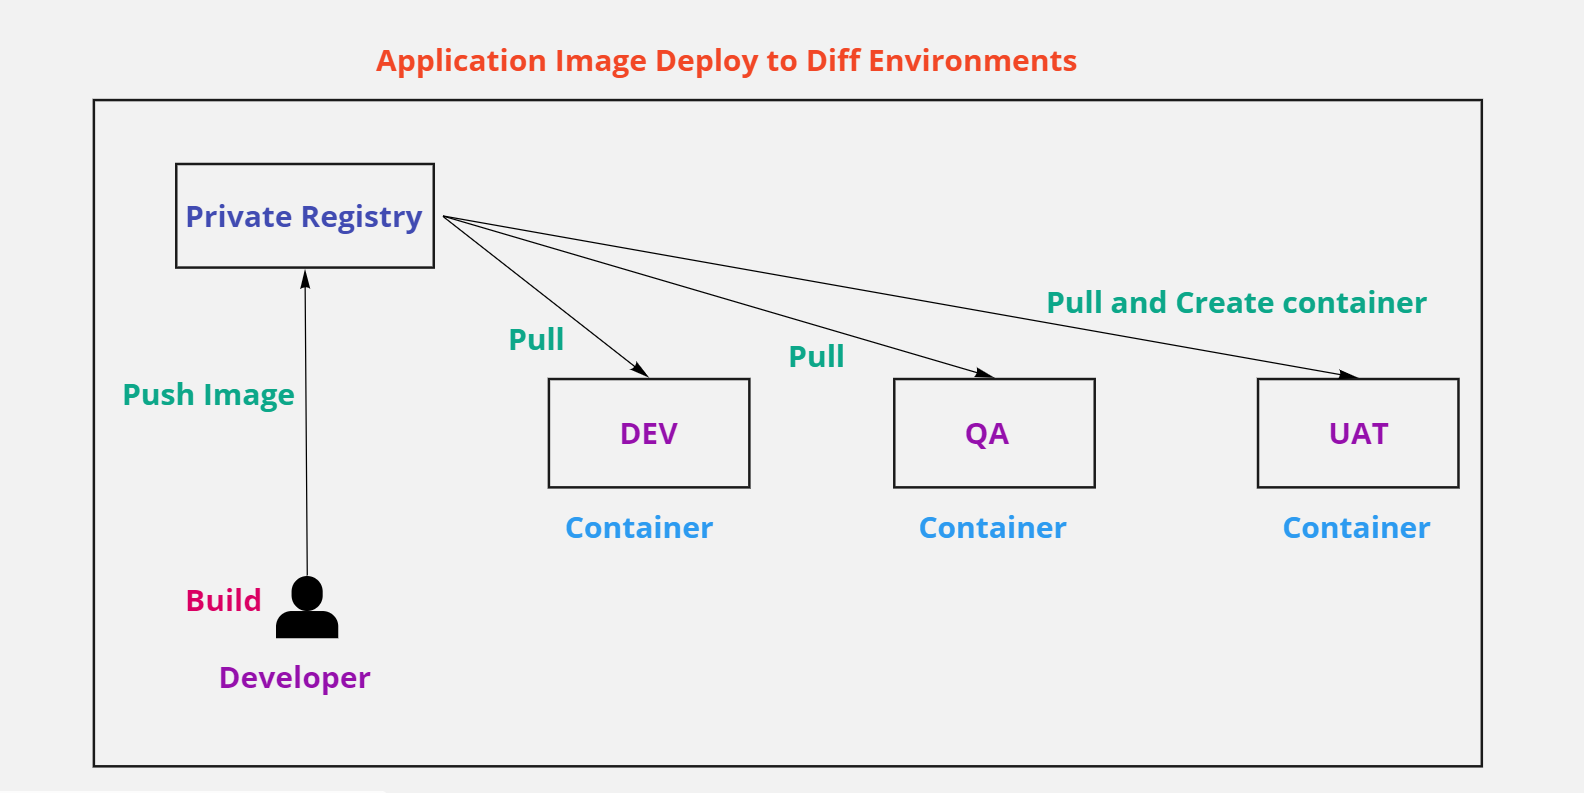 Application Image Deploy to Diff Environments
Private Registry
Pull and Create container
Pull
Pull
Push Image
DEV
QA
UAT
Container
Container
Container
Build
Developer